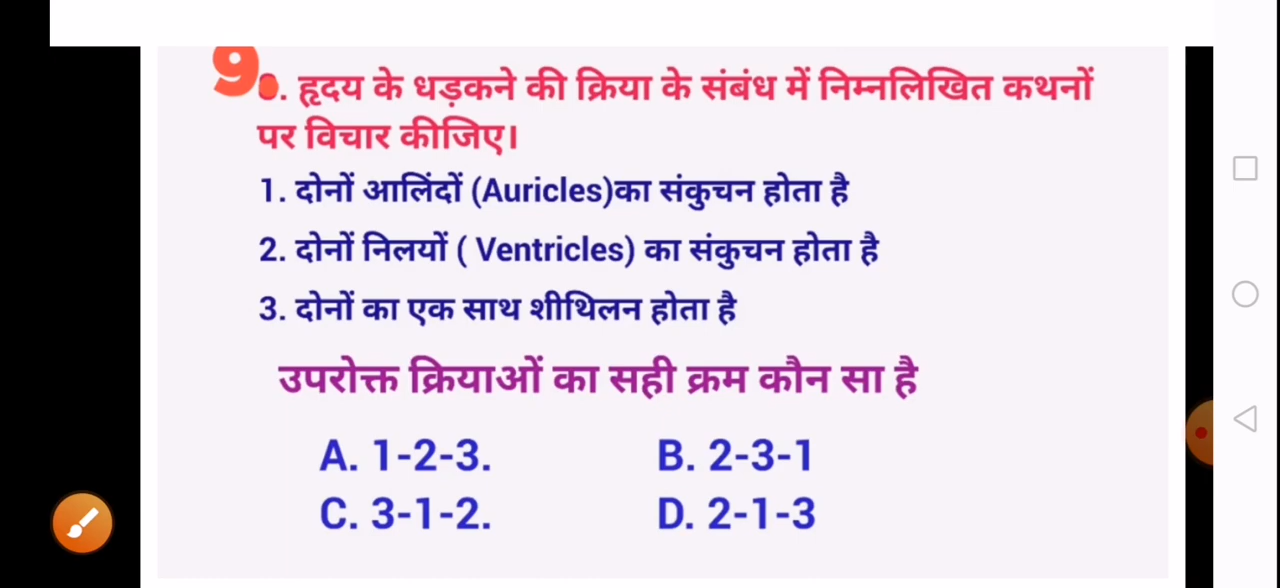 9. हृदय के धड़कने की क्रिया के संबंध में निम्नलिखित कथनों
पर विचार कीजिए।
1. दोनों आलिंदों (Auricles)का संकुचन होता है
2. दोनों निलयों ( Ventricles) का संकुचन होता है
3. दोनों का एक साथ शीथिलन होता है
उपरोक्त क्रियाओं का सही क्रम कौन सा है
A. 1-2-3. B. 2-3-1
C. 3-1-2. D. 2-1-3